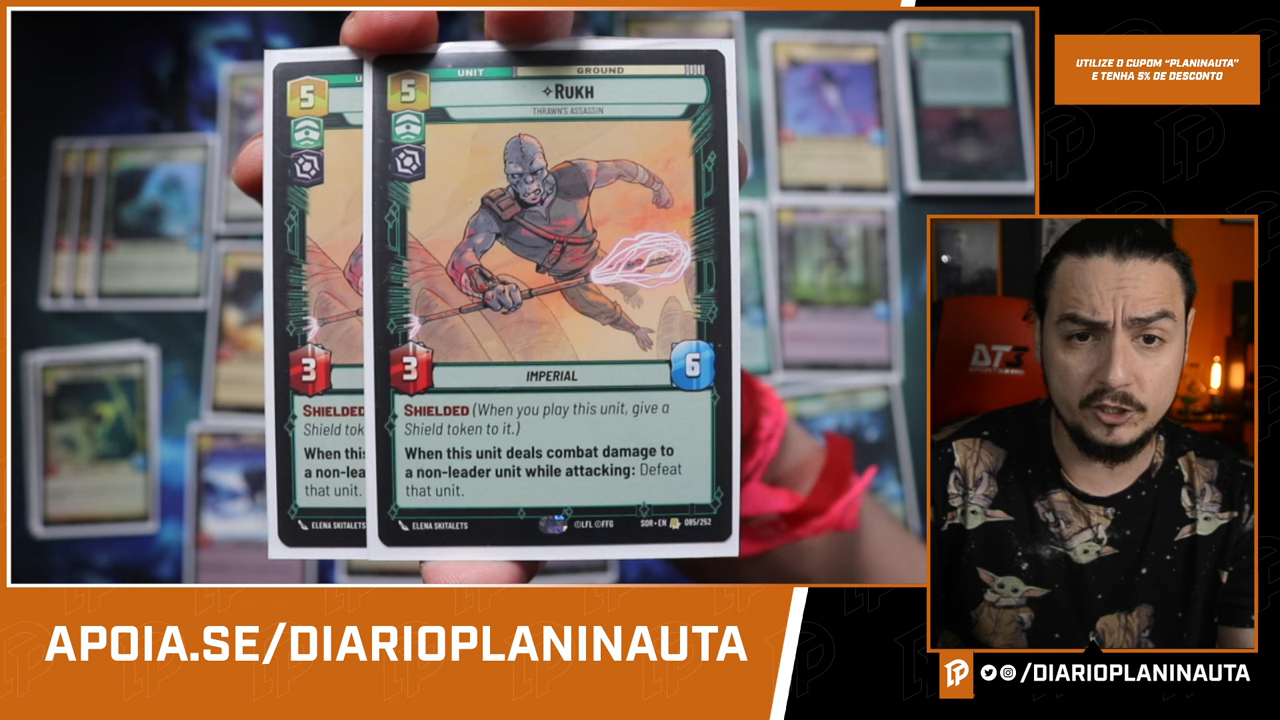 UTILIZE O CUPOM "PLANINAUTA"
E TENHA 5% DE DESCONTO
5
5
UNIT
GROUND
RUKH
THRAWN'S ASSASSIN
3
3
6
IMPERIAL
SHIELDED
Shield tok
When this
a non-lea
that unit.
ELENA SKITALETS
SHIELDED (When you play this unit, give a
Shield token to it.)
When this unit deals combat damage to
a non-leader unit while attacking: Defeat
that unit.
ELENA SKITALETS
©LFL ©FFG
SOR • EN
085/252
DT3
APOIA.SE/DIARIOPLANINAUTA
/DIARIOPLANINAUTA